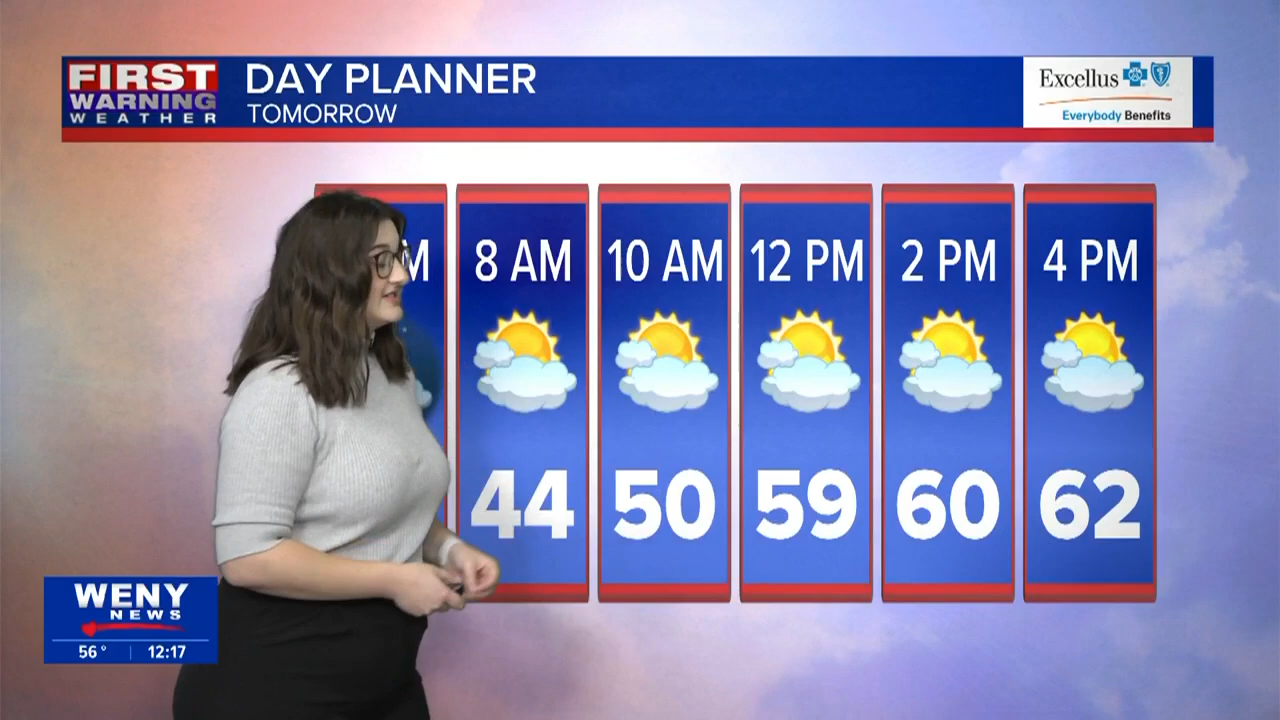 FIRST
WARNING
WEATHER
DAY PLANNER
TOMORROW
Excellus
Everybody Benefits
M
8 AM
10 AM
12 PM
2 PM
4 PM
44
50
59
60
62
WENY
NEWS
56°
12:17